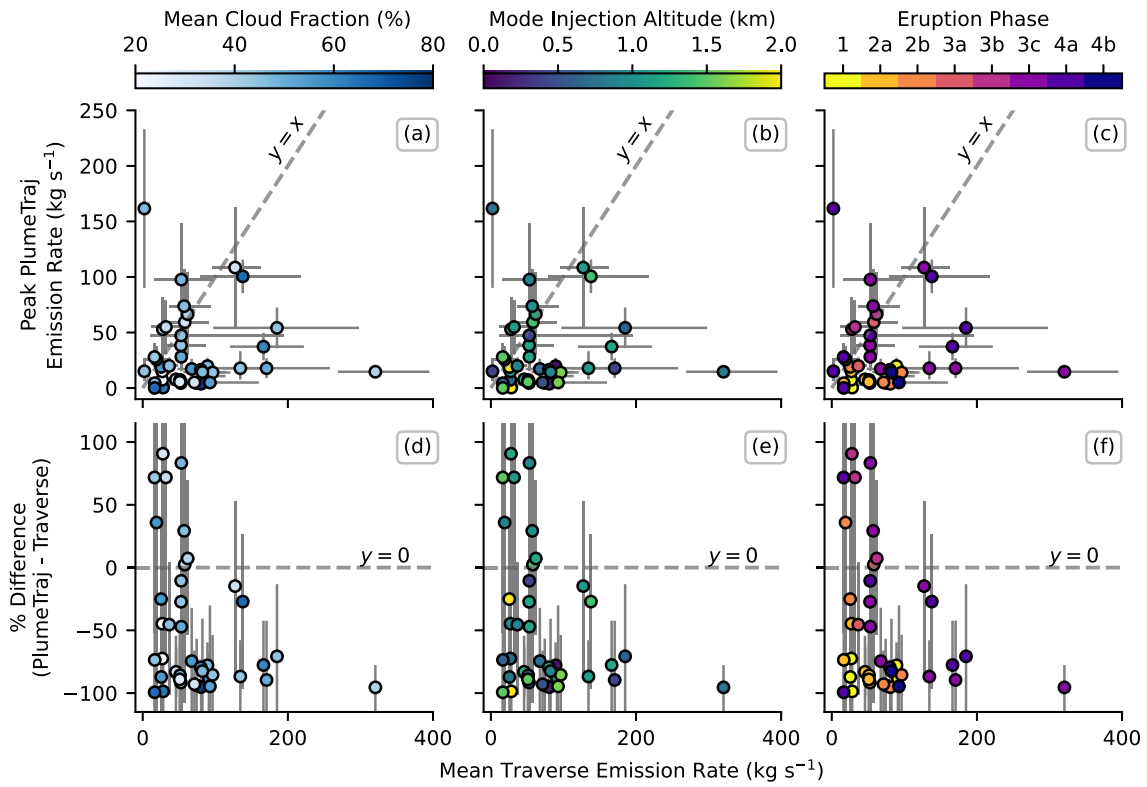 Mean Cloud Fraction (%)
20 40 60 80
Mode Injection Altitude (km)
0.0 0.5 1.0 1.5 2.0
Eruption Phase
1 2a 2b 3a 3b 3c 4a 4b
Peak PlumeTraj
Emission Rate (kg s⁻¹)
250
200
150
100
50
0
y = x
(a)
y = x
(b)
y = x
(c)
% Difference
(PlumeTraj - Traverse)
100
50
0
−50
−100
y = 0
(d)
y = 0
(e)
y = 0
(f)
0 200 400
0 200 400
0 200 400
Mean Traverse Emission Rate (kg s⁻¹)